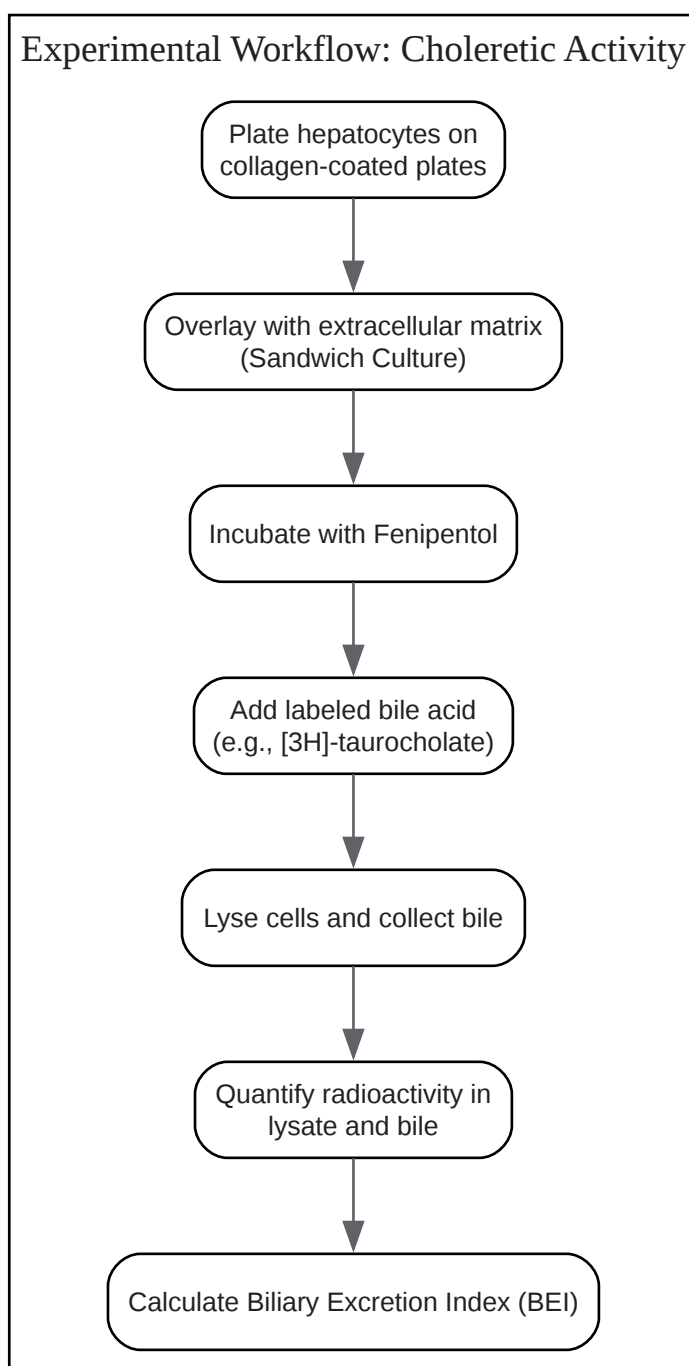 Experimental Workflow: Choleretic Activity
Plate hepatocytes on
collagen-coated plates
Overlay with extracellular matrix
(Sandwich Culture)
Incubate with Fenipentol
Add labeled bile acid
(e.g., [3H]-taurocholate)
Lyse cells and collect bile
Quantify radioactivity in
lysate and bile
Calculate Biliary Excretion Index (BEI)